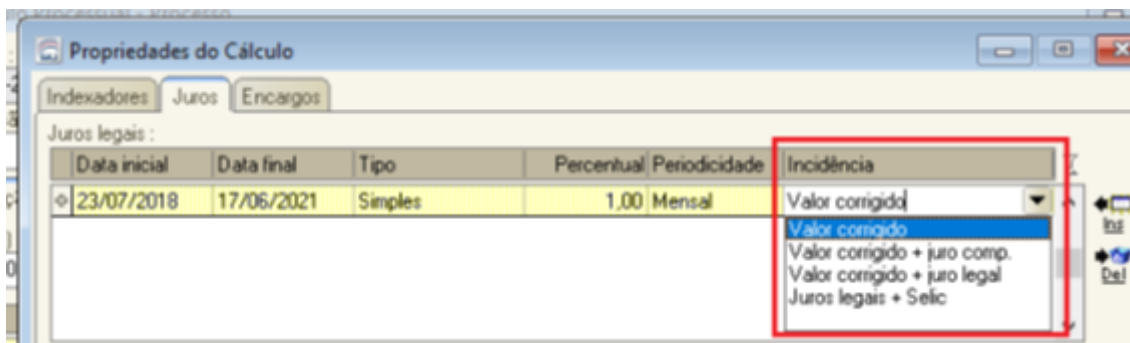 Processual - Processo
Propriedades do Cálculo
Indexadores Juros Encargos
Juros legais :
Data inicial Data final Tipo Percentual Periodicidade Incidência
23/07/2018 17/06/2021 Simples 1,00 Mensal Valor corrigido
Ins
Valor corrigido
Valor corrigido + juro comp.
Del
Valor corrigido + juro legal
Juros legais + Selic